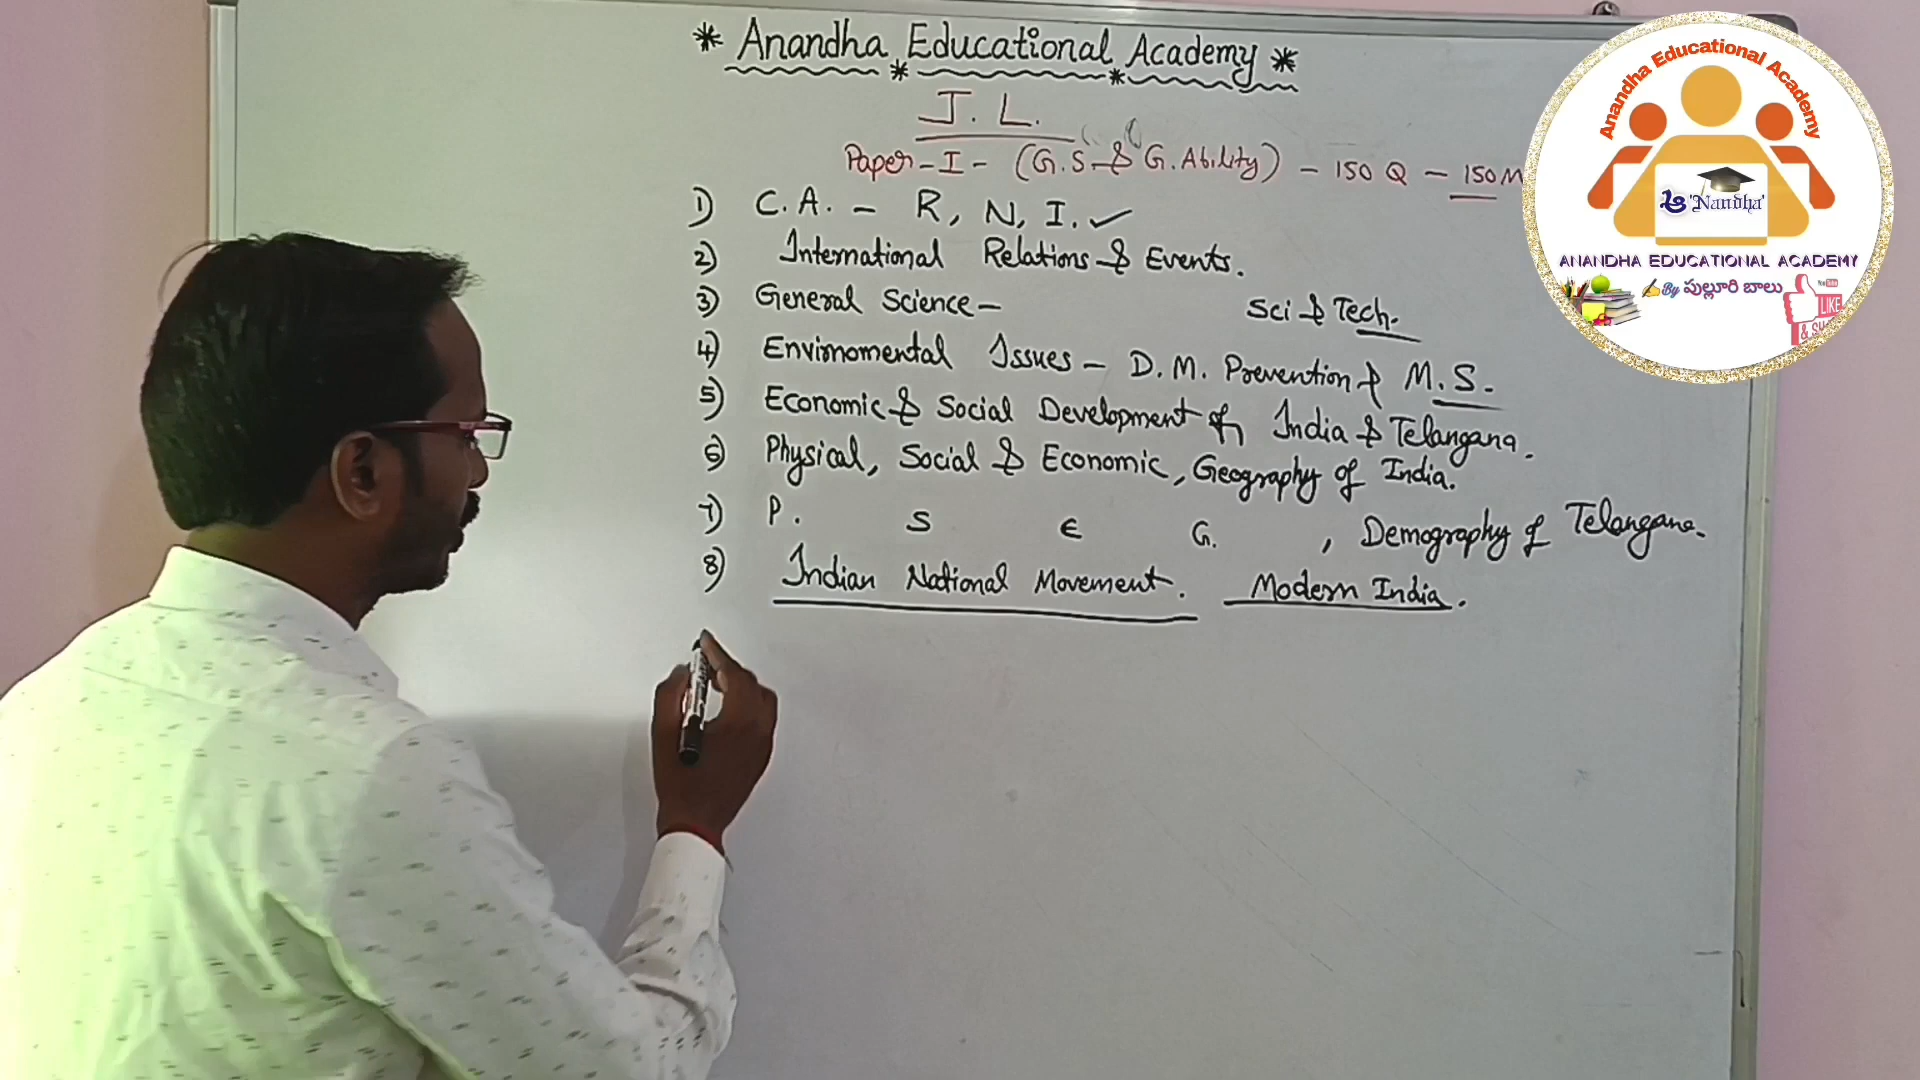 * Anandha Educational Academy *
J. L.
Paper - I - (G.S & G. Ability) - 150 Q - 150 M
1) C. A. - R, N, I. ✓
2) International Relations & Events.
3) General Science - Sci & Tech.
4) Envirnomental Issues - D. M. Prevention & M. S.
5) Economic & Social Development of India & Telangana.
6) Physical, Social & Economic, Geography of India.
7) P. S E G. , Demography of Telangana.
8) Indian National Movement. Modern India.
Anandha Educational Academy
'Nandha'
ANANDHA EDUCATIONAL ACADEMY
By పుల్లూరి బాలు
LIKE